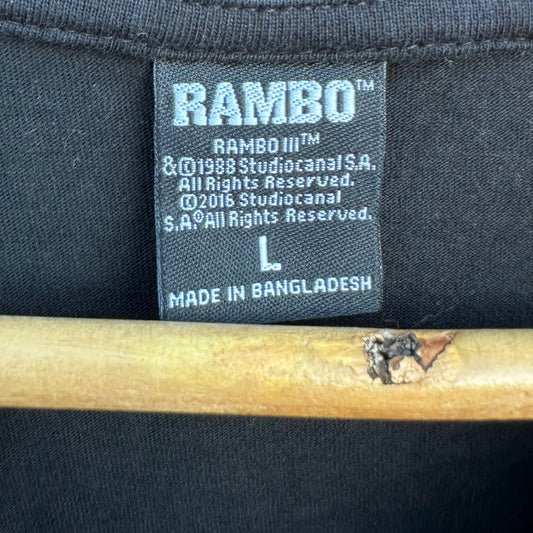 RAMBO™
RAMBO III™
&©1988 Studiocanal S.A.
All Rights Reserved.
©2016 Studiocanal
S.A.®All Rights Reserved.
L
MADE IN BANGLADESH